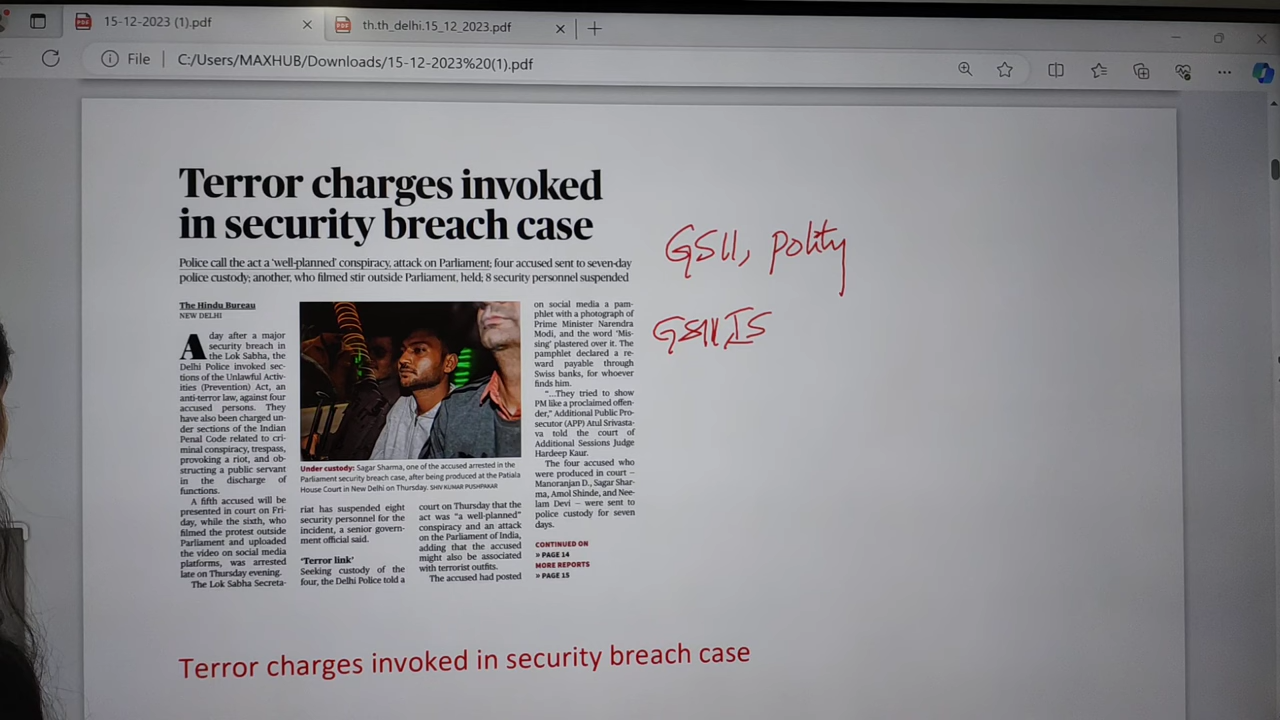 15-12-2023 (1).pdf
th.th_delhi.15_12_2023.pdf
File
C:/Users/MAXHUB/Downloads/15-12-2023%20(1).pdf
Terror charges invoked
in security breach case
Police call the act a ‘well-planned’ conspiracy, attack on Parliament; four accused sent to seven-day
police custody; another, who filmed stir outside Parliament, held; 8 security personnel suspended
The Hindu Bureau
NEW DELHI
A day after a major
security breach in
the Lok Sabha, the
Delhi Police invoked sec-
tions of the Unlawful Activ-
ities (Prevention) Act, an
anti-terror law, against four
accused persons. They
have also been charged un-
der sections of the Indian
Penal Code related to cri-
minal conspiracy, trespass,
provoking a riot, and ob-
structing a public servant
in the discharge of
functions.
A fifth accused will be
presented in court on Fri-
day, while the sixth, who
filmed the protest outside
Parliament and uploaded
the video on social media
platforms, was arrested
late on Thursday evening.
The Lok Sabha Secreta-
Under custody: Sagar Sharma, one of the accused arrested in the
Parliament security breach case, after being produced at the Patiala
House Court in New Delhi on Thursday. SHIV KUMAR PUSHPAKAR
riat has suspended eight
security personnel for the
incident, a senior govern-
ment official said.
‘Terror link’
Seeking custody of the
four, the Delhi Police told a
court on Thursday that the
act was “a well-planned”
conspiracy and an attack
on the Parliament of India,
adding that the accused
might also be associated
with terrorist outfits.
The accused had posted
on social media a pam-
phlet with a photograph of
Prime Minister Narendra
Modi, and the word ‘Mis-
sing’ plastered over it. The
pamphlet declared a re-
ward payable through
Swiss banks, for whoever
finds him.
“...They tried to show
PM like a proclaimed offen-
der,” Additional Public Pro-
secutor (APP) Atul Srivasta-
va told the court of
Additional Sessions Judge
Hardeep Kaur.
The four accused who
were produced in court –
Manoranjan D., Sagar Shar-
ma, Amol Shinde, and Nee-
lam Devi – were sent to
police custody for seven
days.
CONTINUED ON
» PAGE 14
MORE REPORTS
» PAGE 15
GSII, polity
GSIII IS
Terror charges invoked in security breach case